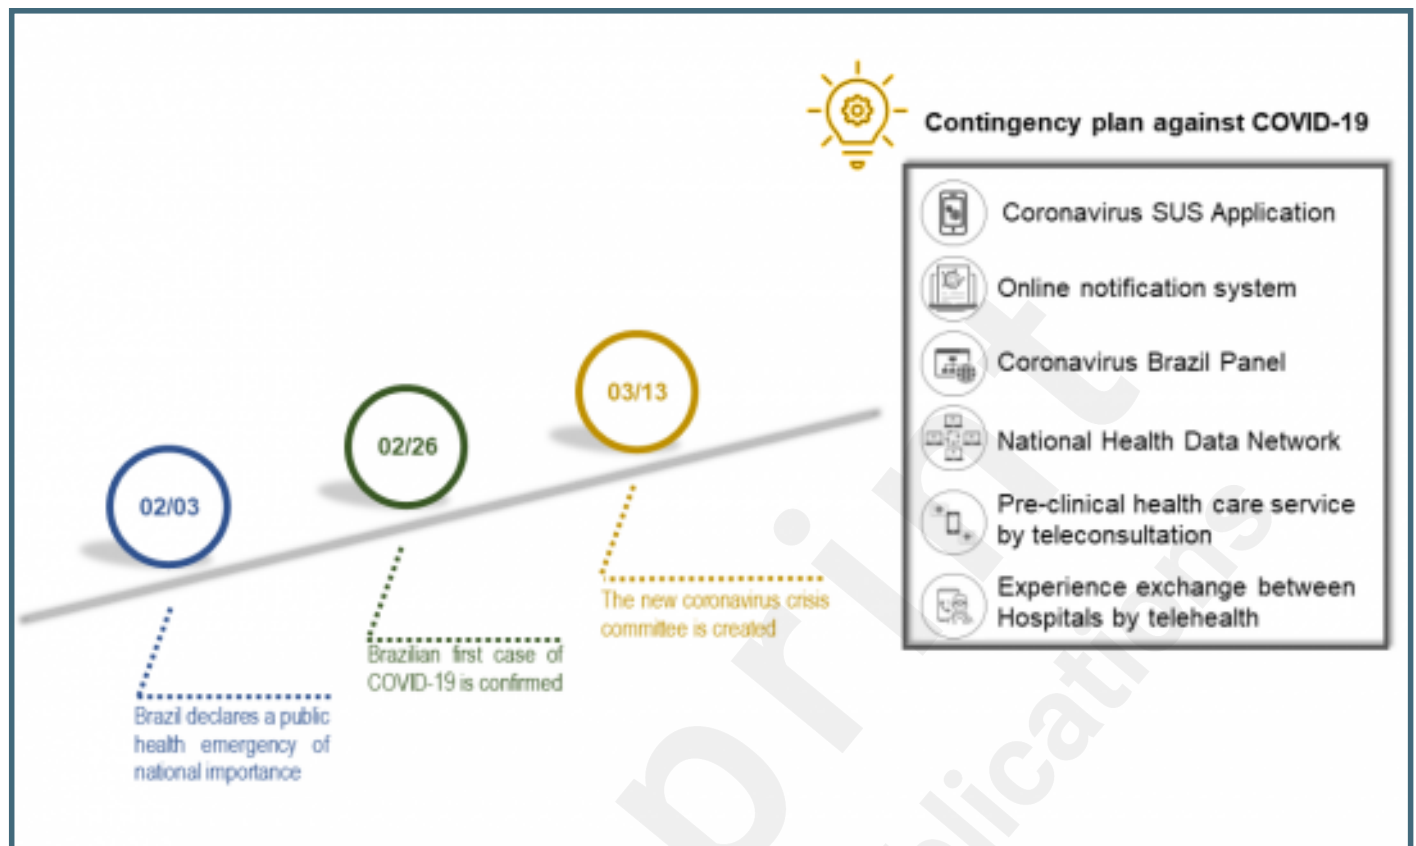 Contingency plan against COVID-19
Coronavirus SUS Application
Online notification system
Coronavirus Brazil Panel
National Health Data Network
Pre-clinical health care service
by teleconsultation
Experience exchange between
Hospitals by telehealth
03/13
02/26
02/03
The new coronavirus crisis
committee is created
Brazilian first case of
COVID-19 is confirmed
Brazil declares a public
health emergency of
national importance
print
lications